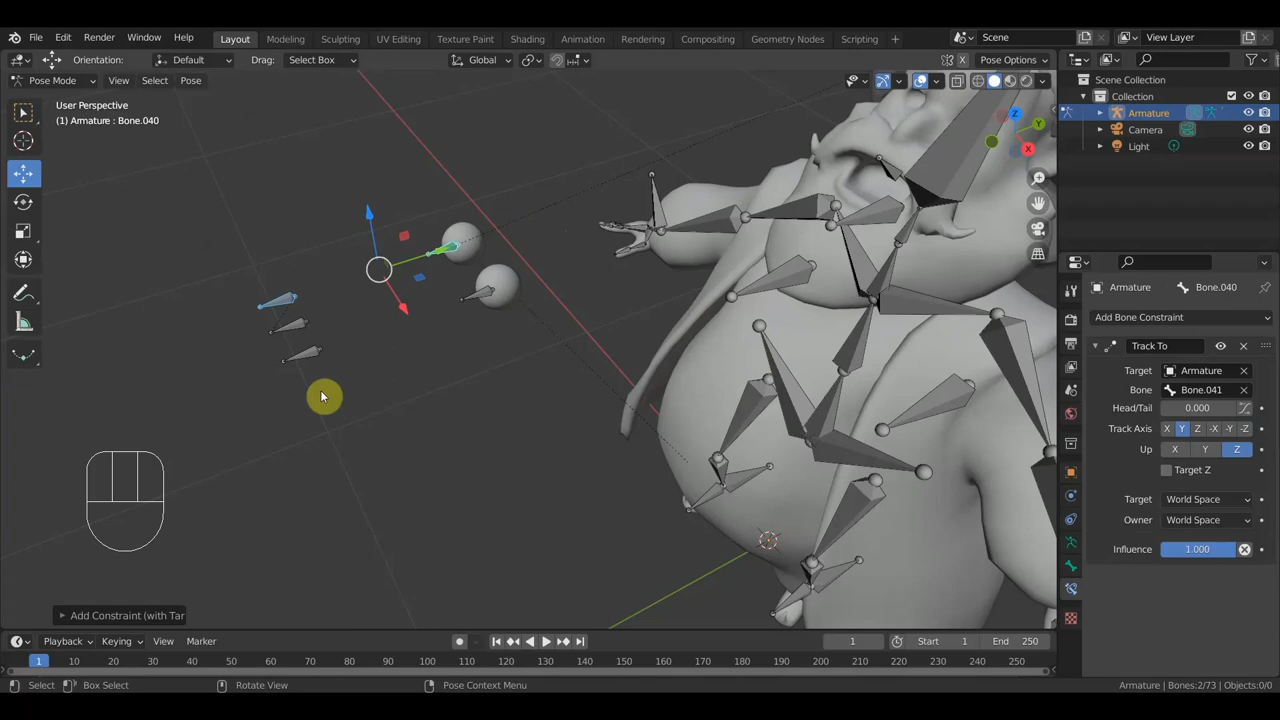 File Edit Render Window Help Layout Modeling Sculpting UV Editing Texture Paint Shading Animation Rendering Compositing Geometry Nodes Scripting + Scene View Layer
Orientation: Default Drag: Select Box Global X Pose Options
Pose Mode View Select Pose
User Perspective
(1) Armature : Bone.040
Z
Y
X
Scene Collection
Collection
Armature
Camera
Light
Armature Bone.040
Add Bone Constraint
Track To
Target Armature
Bone Bone.041
Head/Tail 0.000
Track Axis X Y Z -X -Y -Z
Up X Y Z
Target Z
Target World Space
Owner World Space
Influence 1.000
Add Constraint (with Tar
Playback Keying View Marker 1 Start 1 End 250
1 10 20 30 40 50 60 70 80 90 100 110 120 130 140 150 160 170 180 190 200 210 220 230 240 250
Select Box Select Rotate View Pose Context Menu Armature | Bones:2/73 | Objects:0/0